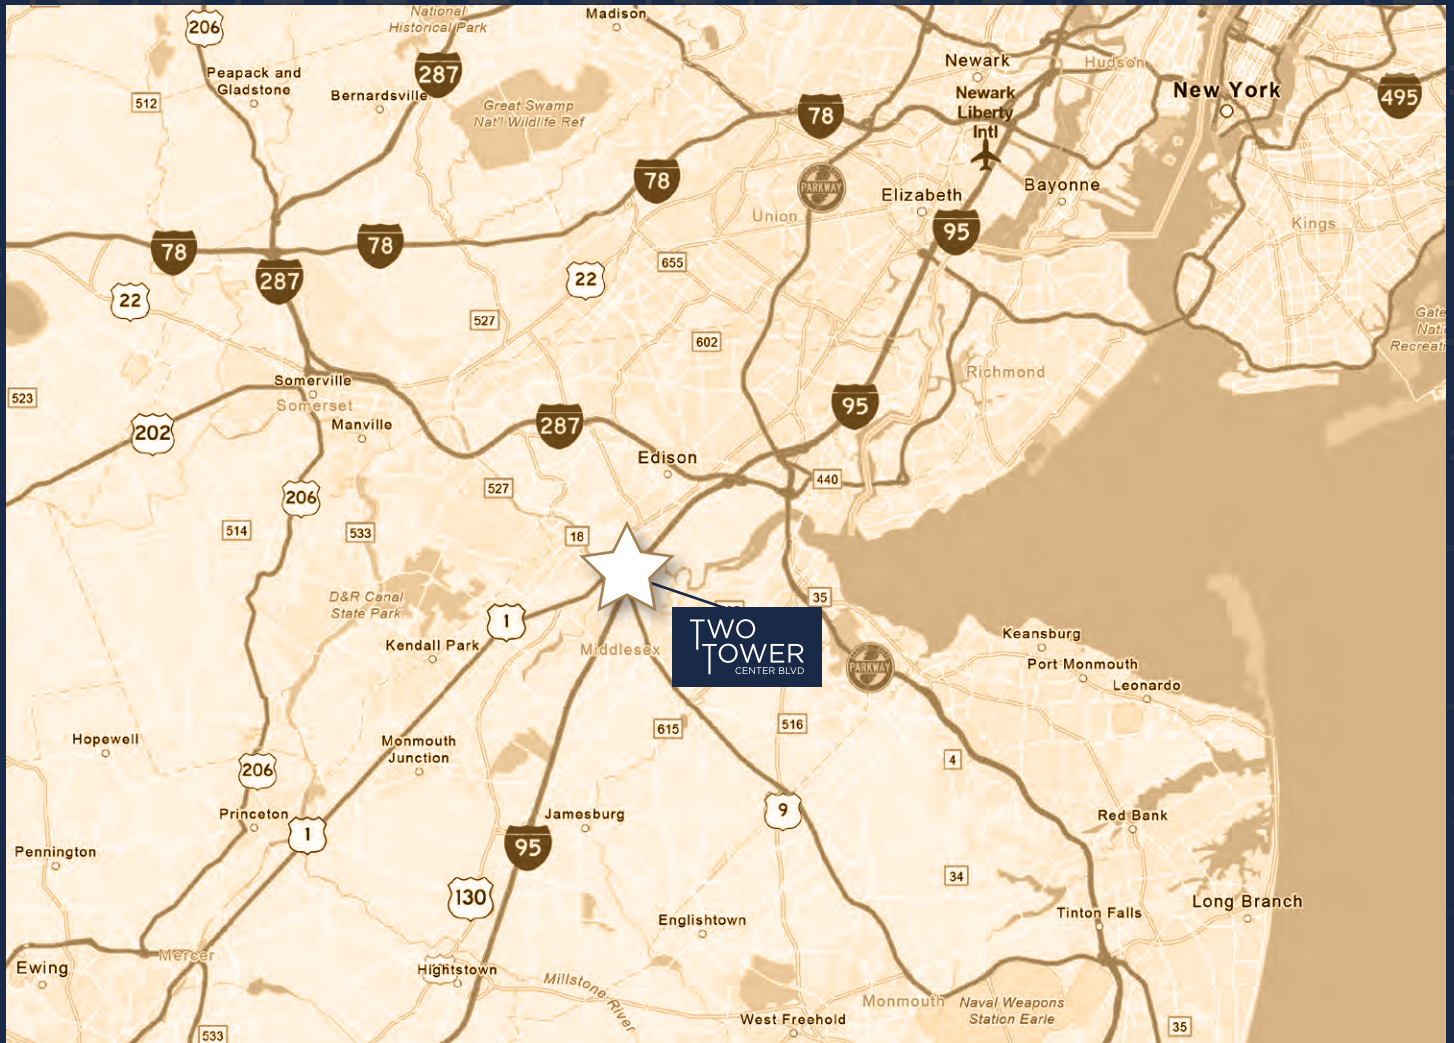 206
National
Historical Park
Madison
287
Peapack and
Gladstone
Bernardsville
512
Great Swamp
Nat'l Wildlife Ref
78
Newark
Newark
Liberty
Intl
Hudson
New York
495
78
PARKWAY
Union
Elizabeth
Bayonne
Kings
95
78
78
287
655
22
22
527
602
Gate
Nati
Recreati
Richmond
Somerville
Somerset
523
202
Manville
287
95
Edison
440
206
527
514
533
18
D&R Canal
State Park
1
35
Kendall Park
Middlesex
TWO
TOWER
CENTER BLVD
PARKWAY
Keansburg
Port Monmouth
Leonardo
Hopewell
Monmouth
Junction
615
516
4
206
Princeton
1
Jamesburg
9
Red Bank
Pennington
95
130
34
Englishtown
Tinton Falls
Long Branch
Mercer
Ewing
Hightstown
Millstone River
Monmouth
Naval Weapons
Station Earle
West Freehold
533
35